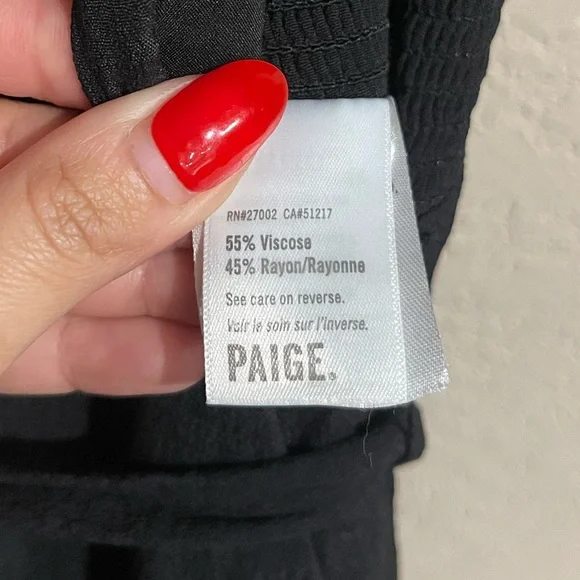 RN#27002 CA#51217
55% Viscose
45% Rayon/Rayonne
See care on reverse.
Voir le soin sur l'inverse.
PAIGE.